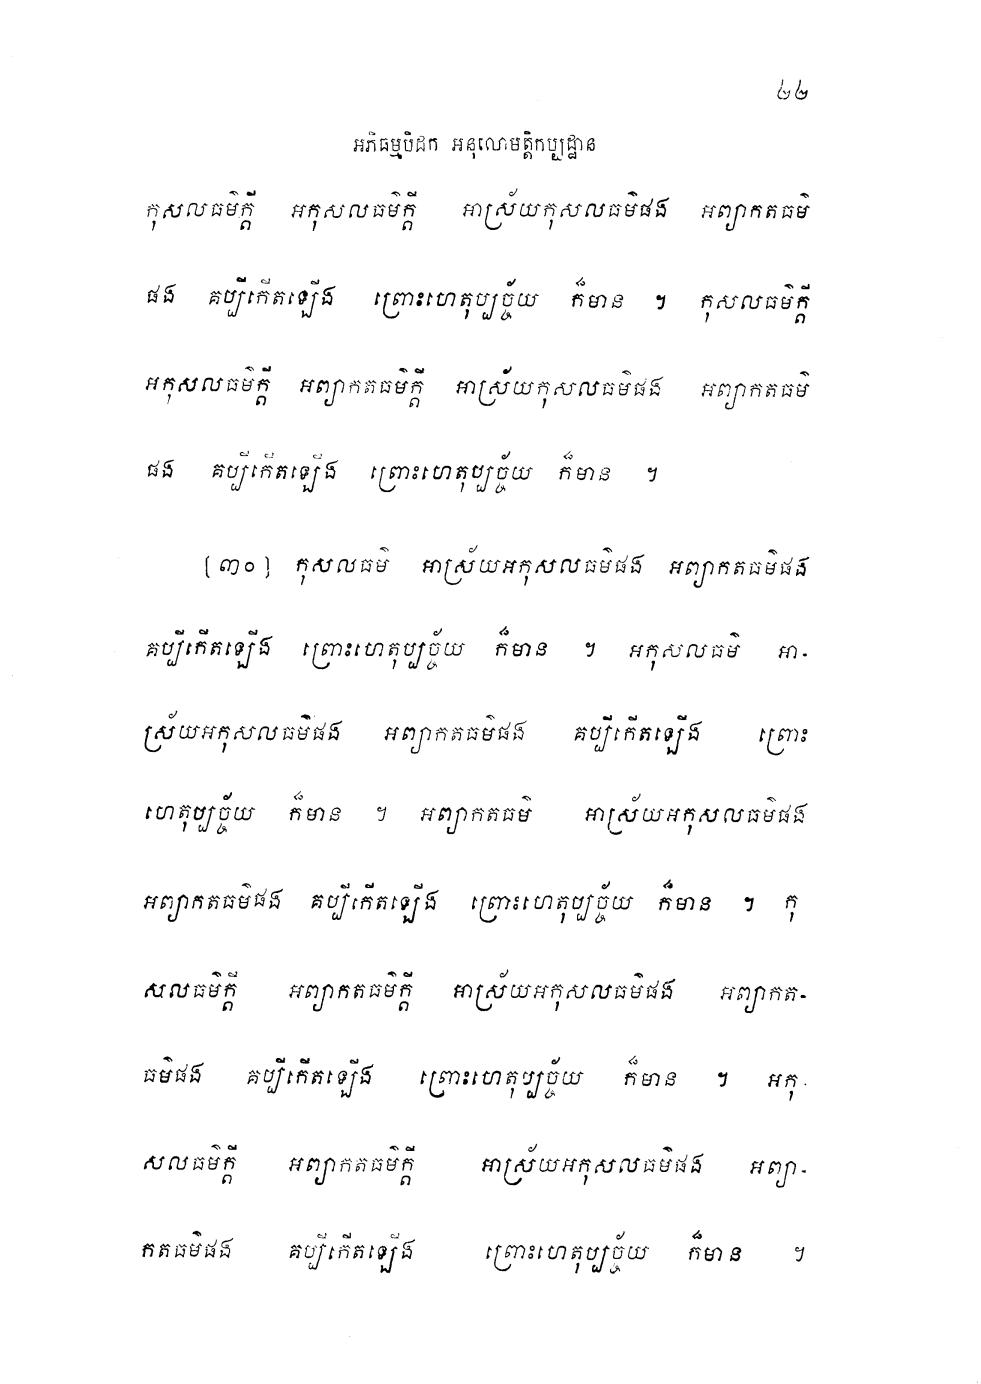 ៤២
អភិធម្មបិដក អនុលោមត្តិកប្បដ្ឋាន
កុសលធម៌ក្តី អកុសលធម៌ក្តី អាស្រ័យកុសលធម៌ផង អព្យាកតធម៌
ផង គប្បីកើតឡើង ព្រោះហេតុប្បច្ច័យ ក៏មាន ។ កុសលធម៌ក្តី
អកុសលធម៌ក្តី អព្យាកតធម៌ក្តី អាស្រ័យកុសលធម៌ផង អព្យាកតធម៌
ផង គប្បីកើតឡើង ព្រោះហេតុប្បច្ច័យ ក៏មាន ។
[៣០] កុសលធម៌ អាស្រ័យអកុសលធម៌ផង អព្យាកតធម៌ផង
គប្បីកើតឡើង ព្រោះហេតុប្បច្ច័យ ក៏មាន ។ អកុសលធម៌ អា-
ស្រ័យអកុសលធម៌ផង អព្យាកតធម៌ផង គប្បីកើតឡើង ព្រោះ
ហេតុប្បច្ច័យ ក៏មាន ។ អព្យាកតធម៌ អាស្រ័យអកុសលធម៌ផង
អព្យាកតធម៌ផង គប្បីកើតឡើង ព្រោះហេតុប្បច្ច័យ ក៏មាន ។ កុ
សលធម៌ក្តី អព្យាកតធម៌ក្តី អាស្រ័យអកុសលធម៌ផង អព្យាកត-
ធម៌ផង គប្បីកើតឡើង ព្រោះហេតុប្បច្ច័យ ក៏មាន ។ អកុ-
សលធម៌ក្តី អព្យាកតធម៌ក្តី អាស្រ័យអកុសលធម៌ផង អព្យា-
កតធម៌ផង គប្បីកើតឡើង ព្រោះហេតុប្បច្ច័យ ក៏មាន ។